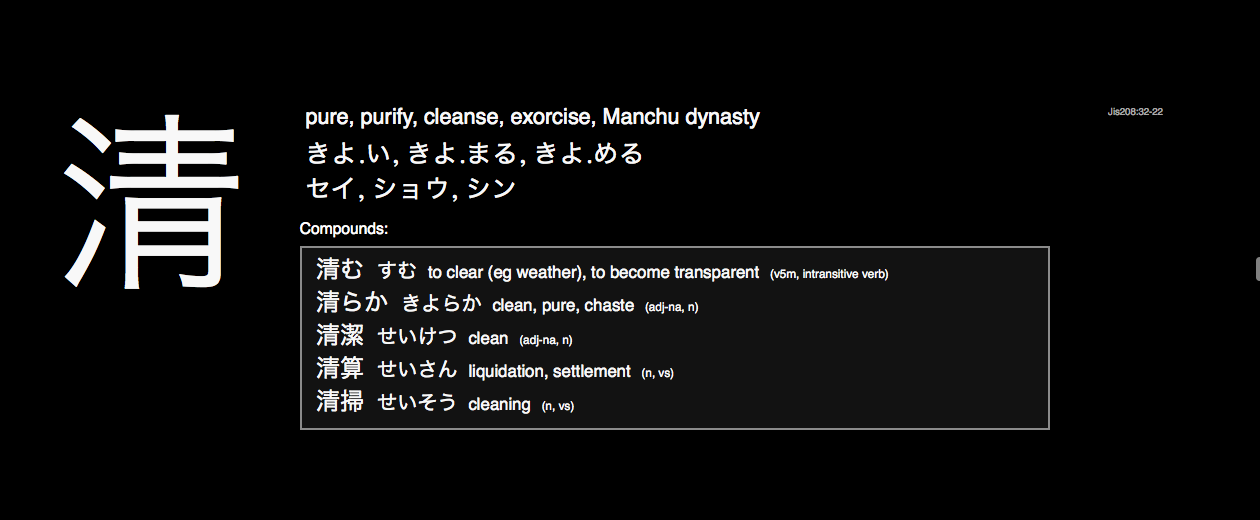 清
pure, purify, cleanse, exorcise, Manchu dynasty
Jis208:32-22
きよ.い, きよ.まる, きよ.める
セイ, ショウ, シン
Compounds:
清む すむ to clear (eg weather), to become transparent (v5m, intransitive verb)
清らか きよらか clean, pure, chaste (adj-na, n)
清潔 せいけつ clean (adj-na, n)
清算 せいさん liquidation, settlement (n, vs)
清掃 せいそう cleaning (n, vs)